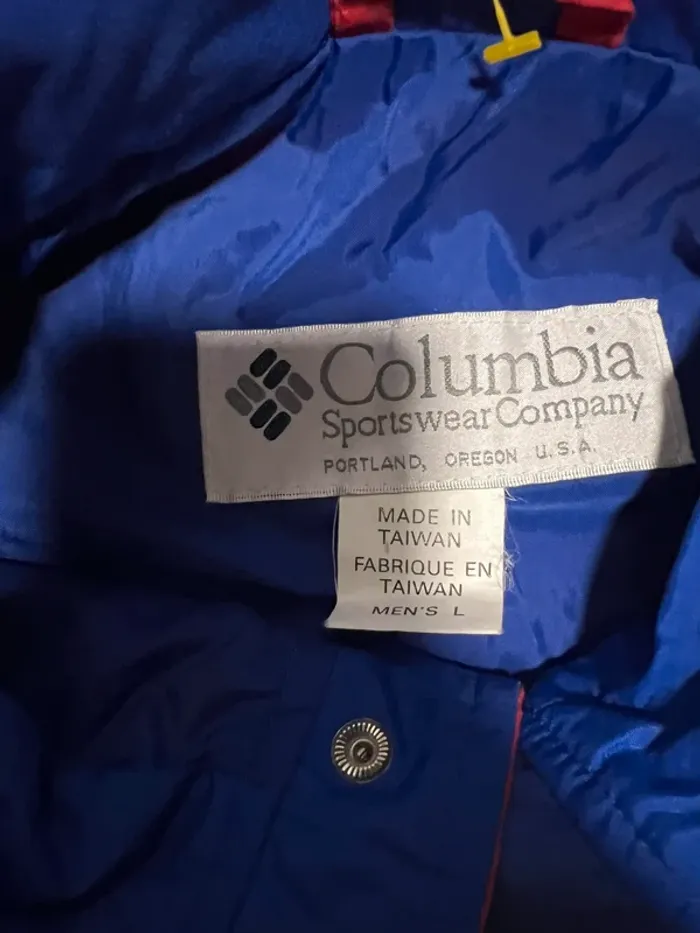 Columbia
Sportswear Company
PORTLAND, OREGON U.S.A.
MADE IN
TAIWAN
FABRIQUE EN
TAIWAN
MEN'S L